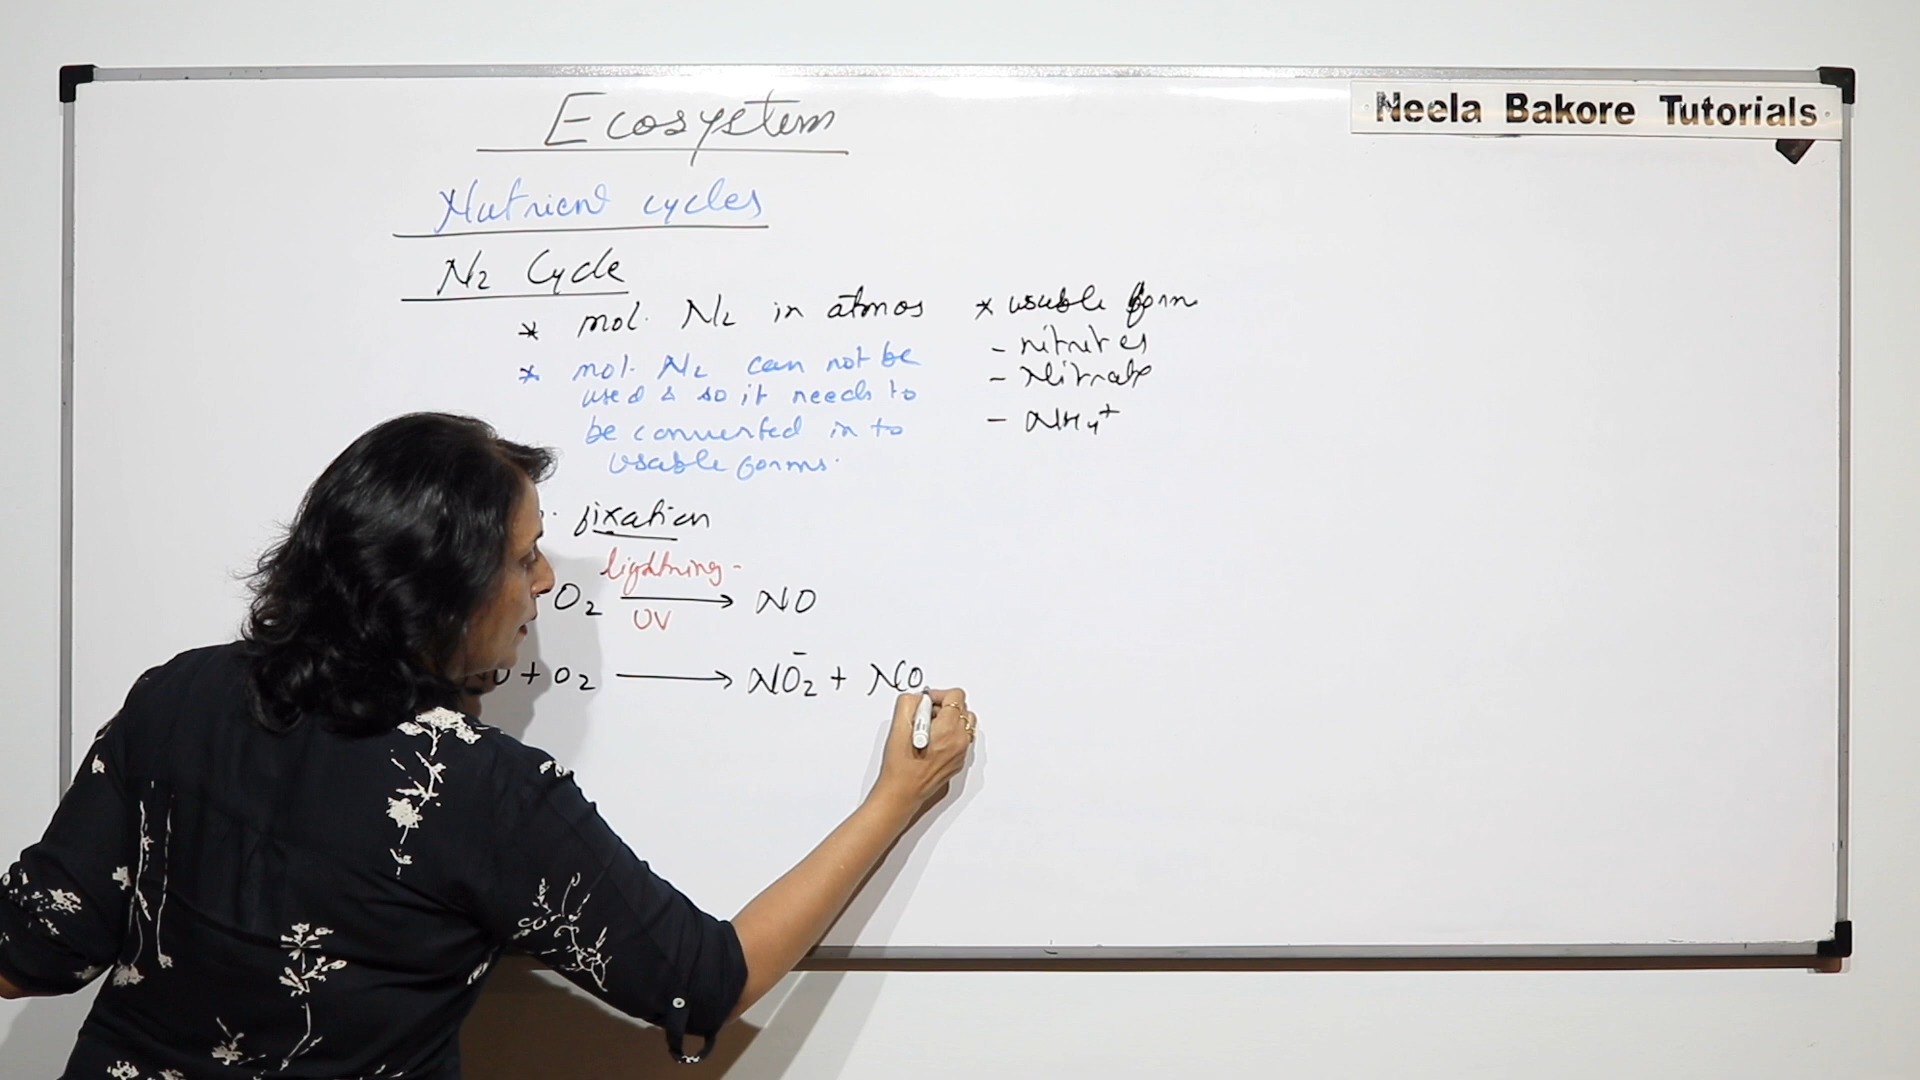 Ecosystem
Neela Bakore Tutorials
Nutrient cycles
N2 Cycle
* mol. N2 in atmos
* mol. N2 can not be
used & so it needs to
be converted in to
usable forms.
* usable form
- nitrites
- Nitrate
- NH4+
fixation
lightning
O2 → NO
UV
+ O2 → NO2⁻ + NO